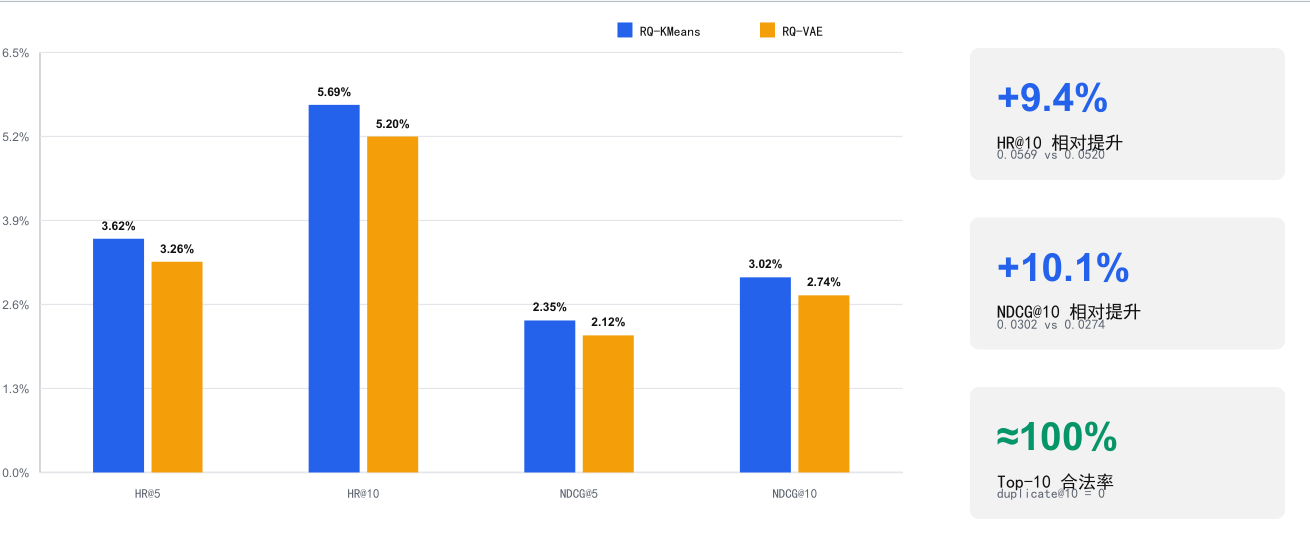 RQ-KMeans RQ-VAE
6.5%
5.2%
3.9%
2.6%
1.3%
0.0%
3.62%
3.26%
5.69%
5.20%
2.35%
2.12%
3.02%
2.74%
HR@5 HR@10 NDCG@5 NDCG@10
+9.4%
HR@10 相对提升
0.0569 vs 0.0520
+10.1%
NDCG@10 相对提升
0.0302 vs 0.0274
≈100%
Top-10 合法率
duplicate@10 = 0